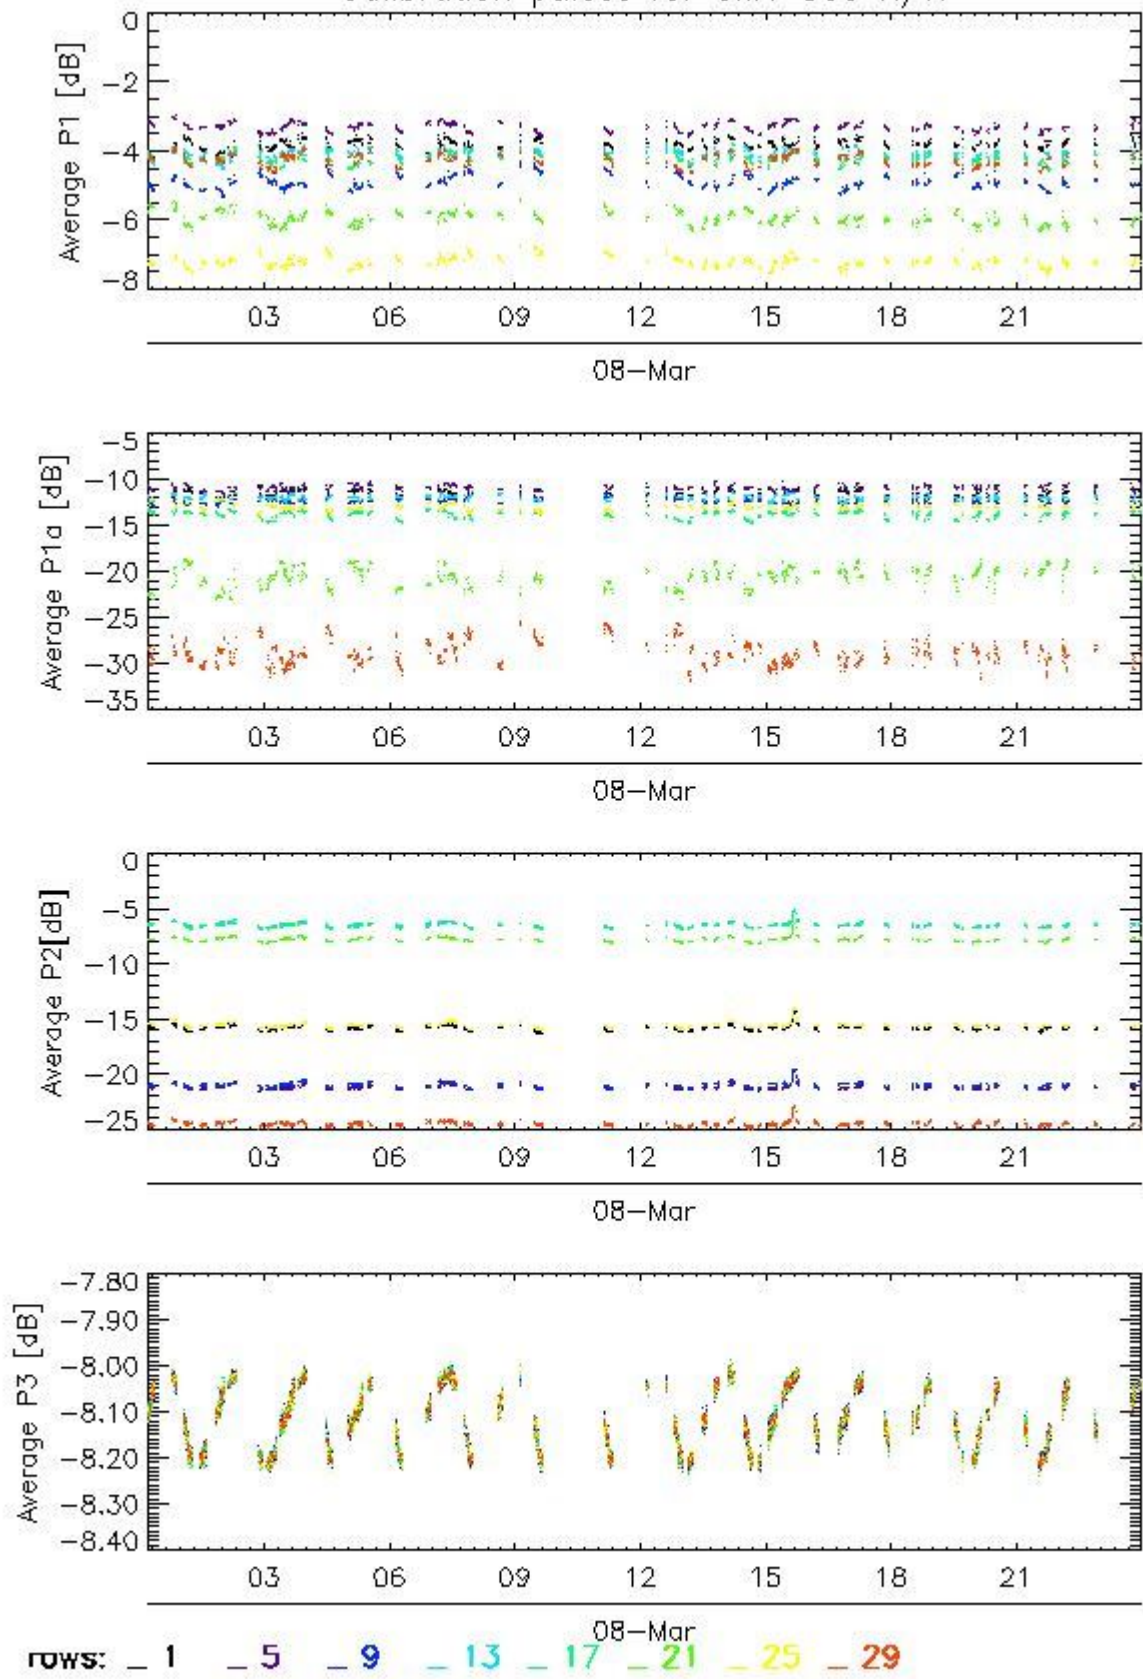 0
-2
-4
-6
-8
Average P1 [dB]
03 06 09 12 15 18 21
08-Mar
-5
-10
-15
-20
-25
-30
-35
Average P1a [dB]
03 06 09 12 15 18 21
08-Mar
0
-5
-10
-15
-20
-25
Average P2[dB]
03 06 09 12 15 18 21
08-Mar
-7.80
-7.90
-8.00
-8.10
-8.20
-8.30
-8.40
Average P3 [dB]
03 06 09 12 15 18 21
08-Mar
rows: _ 1 _ 5 _ 9 _ 13 _ 17 _ 21 _ 25 _ 29